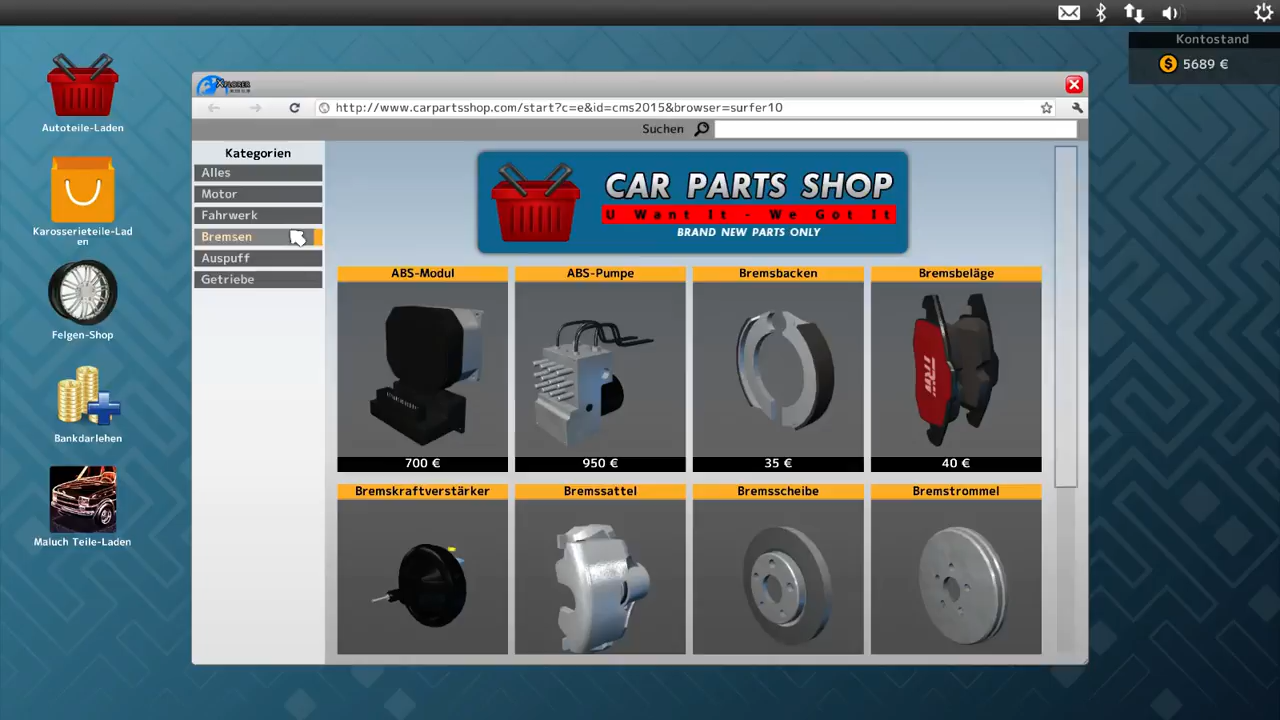 Kontostand
5689 €
Autoteile-Laden
Karosserieteile-Lad
en
Felgen-Shop
Bankdarlehen
Maluch Teile-Laden
XPLORER
http://www.carpartsshop.com/start?c=e&id=cms2015&browser=surfer10
Suchen
Kategorien
Alles
Motor
Fahrwerk
Bremsen
Auspuff
Getriebe
CAR PARTS SHOP
U Want It - We Got It
BRAND NEW PARTS ONLY
ABS-Modul
ABS-Pumpe
Bremsbacken
Bremsbeläge
TRW
700 €
950 €
35 €
40 €
Bremskraftverstärker
Bremssattel
Bremsscheibe
Bremstrommel